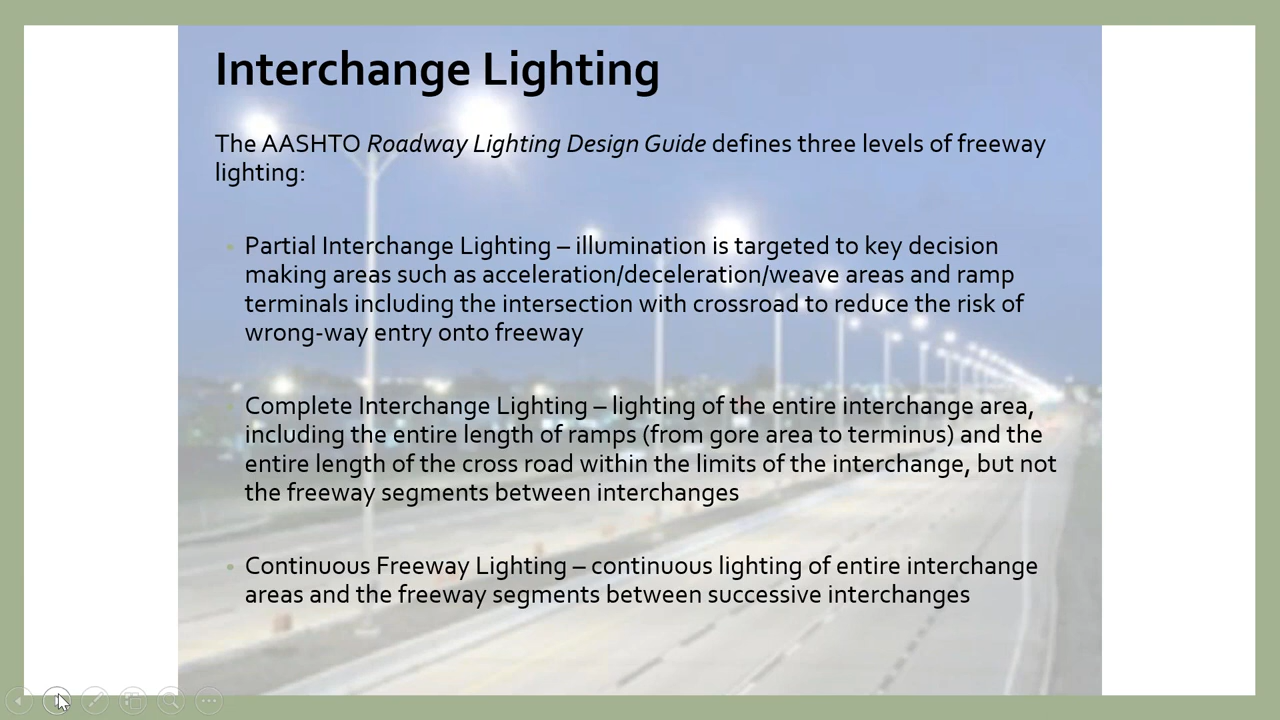 Interchange Lighting
The AASHTO Roadway Lighting Design Guide defines three levels of freeway
lighting:
Partial Interchange Lighting – illumination is targeted to key decision
making areas such as acceleration/deceleration/weave areas and ramp
terminals including the intersection with crossroad to reduce the risk of
wrong-way entry onto freeway
Complete Interchange Lighting – lighting of the entire interchange area,
including the entire length of ramps (from gore area to terminus) and the
entire length of the cross road within the limits of the interchange, but not
the freeway segments between interchanges
Continuous Freeway Lighting – continuous lighting of entire interchange
areas and the freeway segments between successive interchanges